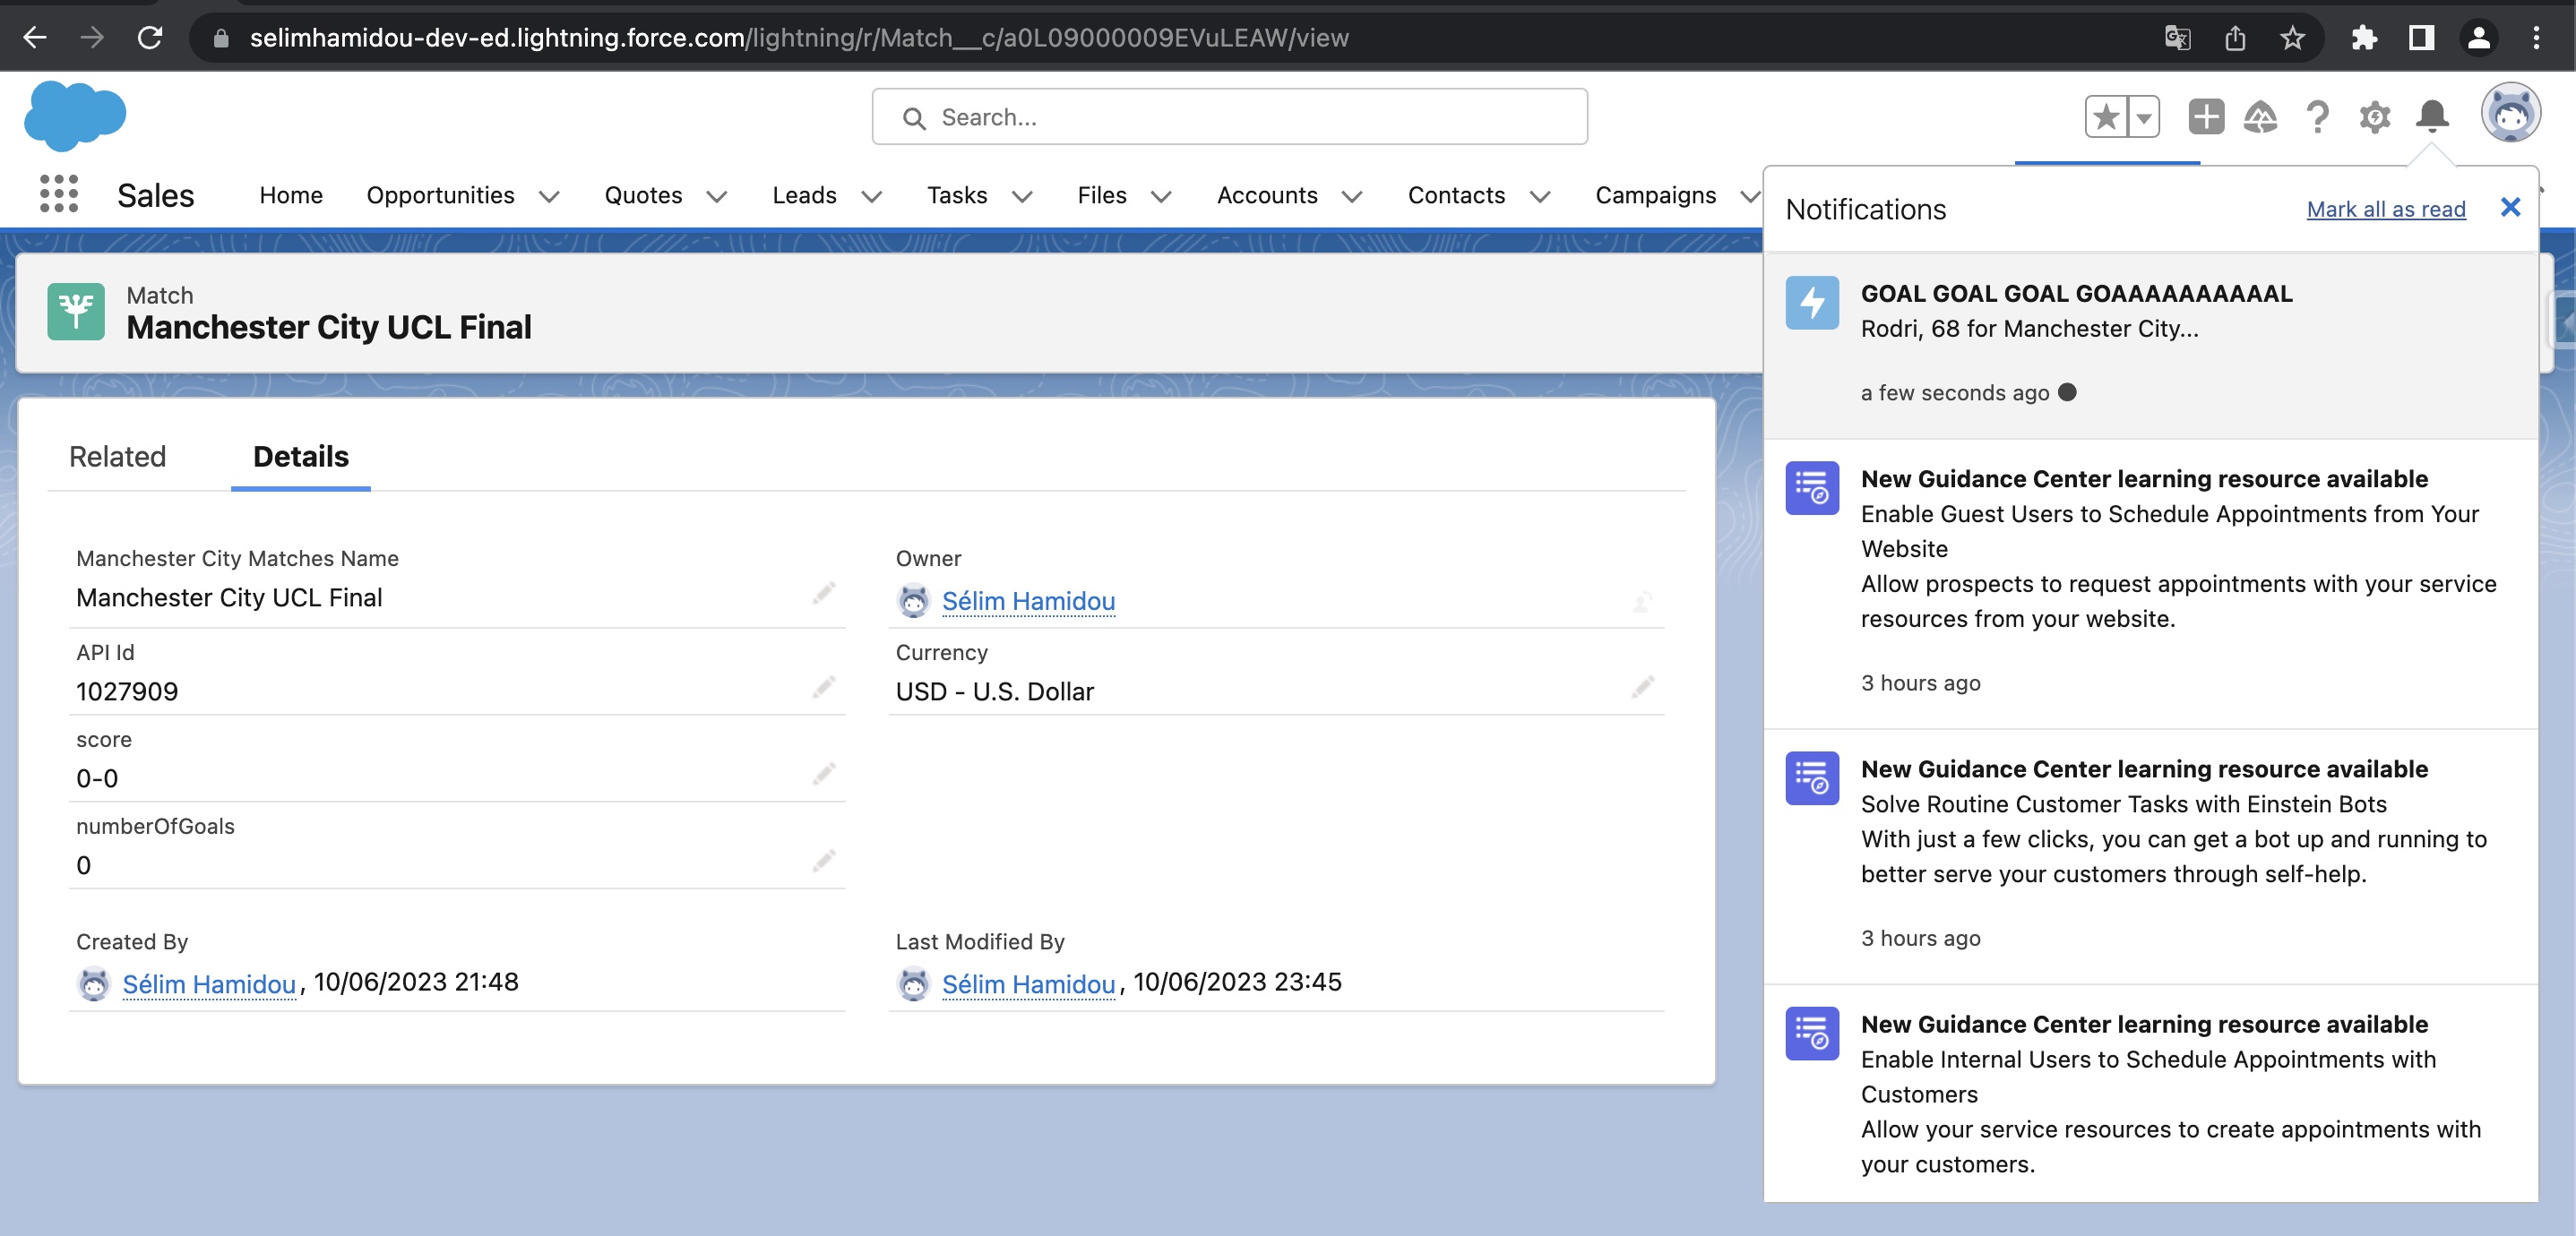 selimhamidou-dev-ed.lightning.force.com/lightning/r/Match__c/a0L09000009EVuLEAW/view
Search...
Sales
Home
Opportunities
Quotes
Leads
Tasks
Files
Accounts
Contacts
Campaigns
Match
Manchester City UCL Final
Related
Details
Manchester City Matches Name
Manchester City UCL Final
Owner
Sélim Hamidou
API Id
1027909
Currency
USD - U.S. Dollar
score
0-0
numberOfGoals
0
Created By
Sélim Hamidou, 10/06/2023 21:48
Last Modified By
Sélim Hamidou, 10/06/2023 23:45
Notifications
Mark all as read
GOAL GOAL GOAL GOAAAAAAAAAAL
Rodri, 68 for Manchester City...
a few seconds ago
New Guidance Center learning resource available
Enable Guest Users to Schedule Appointments from Your
Website
Allow prospects to request appointments with your service
resources from your website.
3 hours ago
New Guidance Center learning resource available
Solve Routine Customer Tasks with Einstein Bots
With just a few clicks, you can get a bot up and running to
better serve your customers through self-help.
3 hours ago
New Guidance Center learning resource available
Enable Internal Users to Schedule Appointments with
Customers
Allow your service resources to create appointments with
your customers.